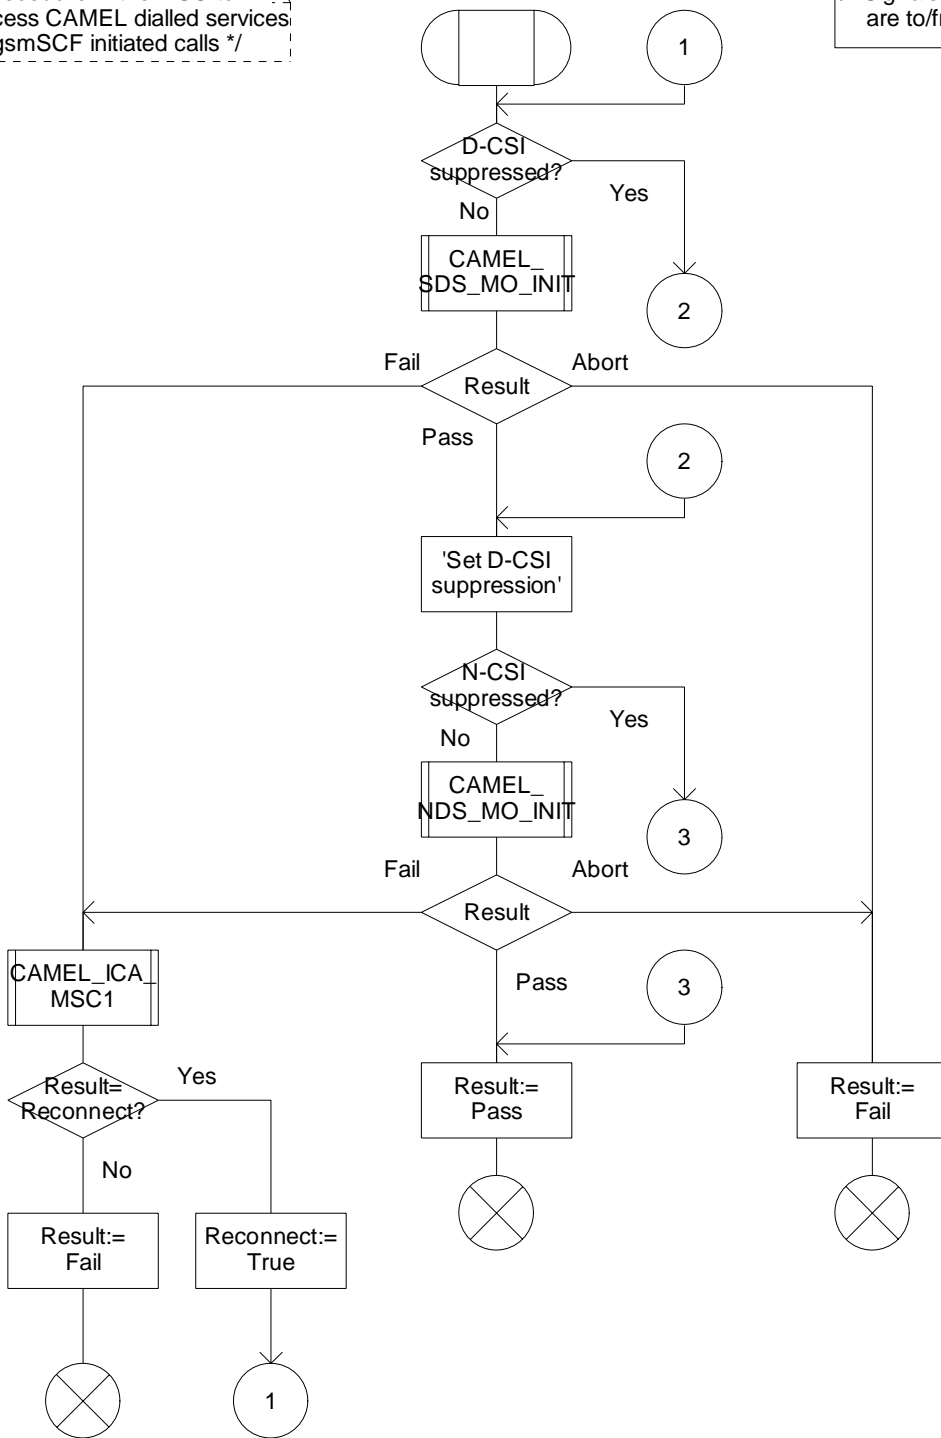 cess CAMEL dialled services
gsmSCF initiated calls */
are to/fr
1
D-CSI
suppressed?
Yes
No
CAMEL_
SDS_MO_INIT
2
Fail
Abort
Result
Pass
2
'Set D-CSI
suppression'
N-CSI
suppressed?
Yes
No
CAMEL_
NDS_MO_INIT
3
Fail
Abort
Result
CAMEL_ICA_
MSC1
Pass
3
Result=
Reconnect?
Yes
Result:=
Pass
Result:=
Fail
No
Result:=
Fail
Reconnect:=
True
1